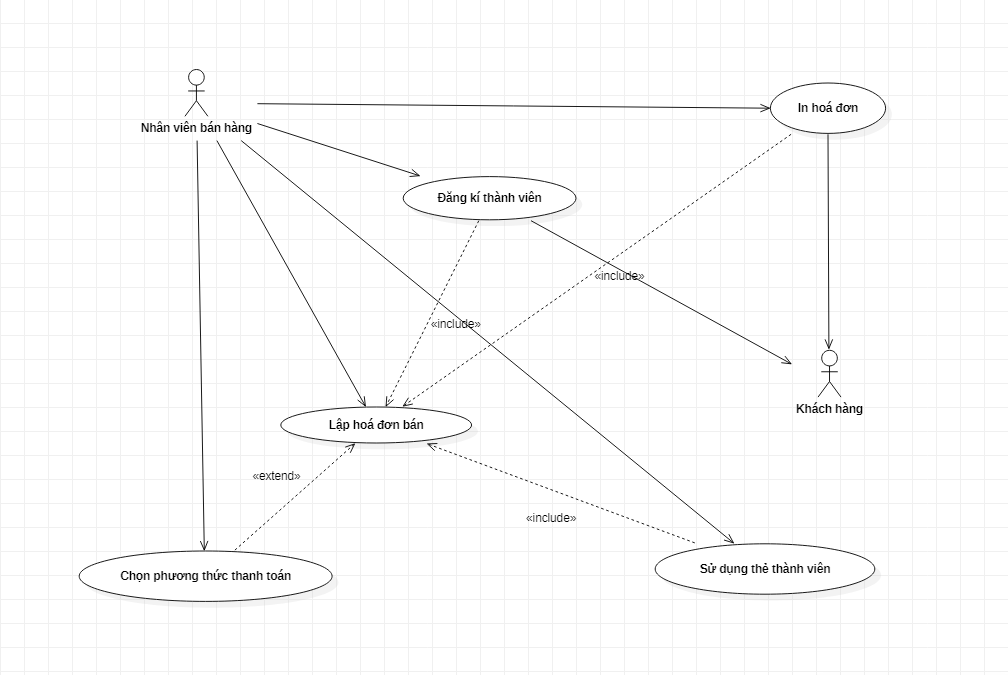 In hoá đơn
Nhân viên bán hàng
Đăng kí thành viên
«include»
«include»
Khách hàng
Lập hoá đơn bán
«extend»
«include»
Sử dụng thẻ thành viên
Chọn phương thức thanh toán